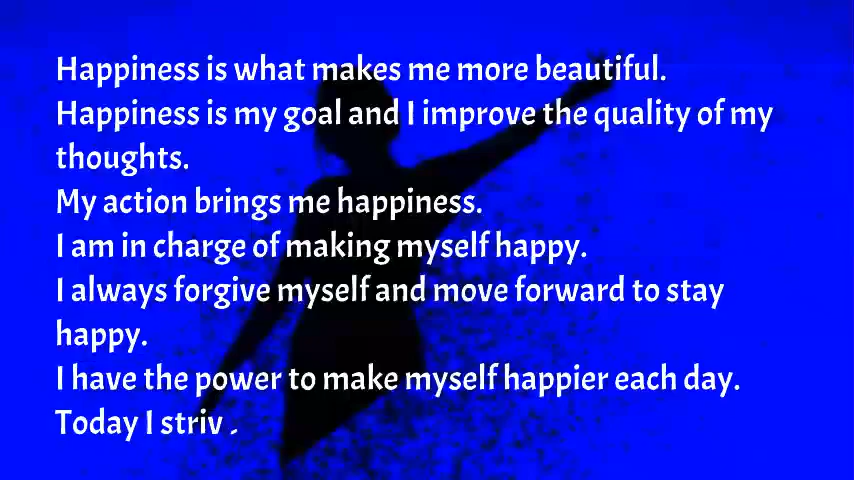 Happiness is what makes me more beautiful.
Happiness is my goal and I improve the quality of my
thoughts.
My action brings me happiness.
I am in charge of making myself happy.
I always forgive myself and move forward to stay
happy.
I have the power to make myself happier each day.
Today I striv .